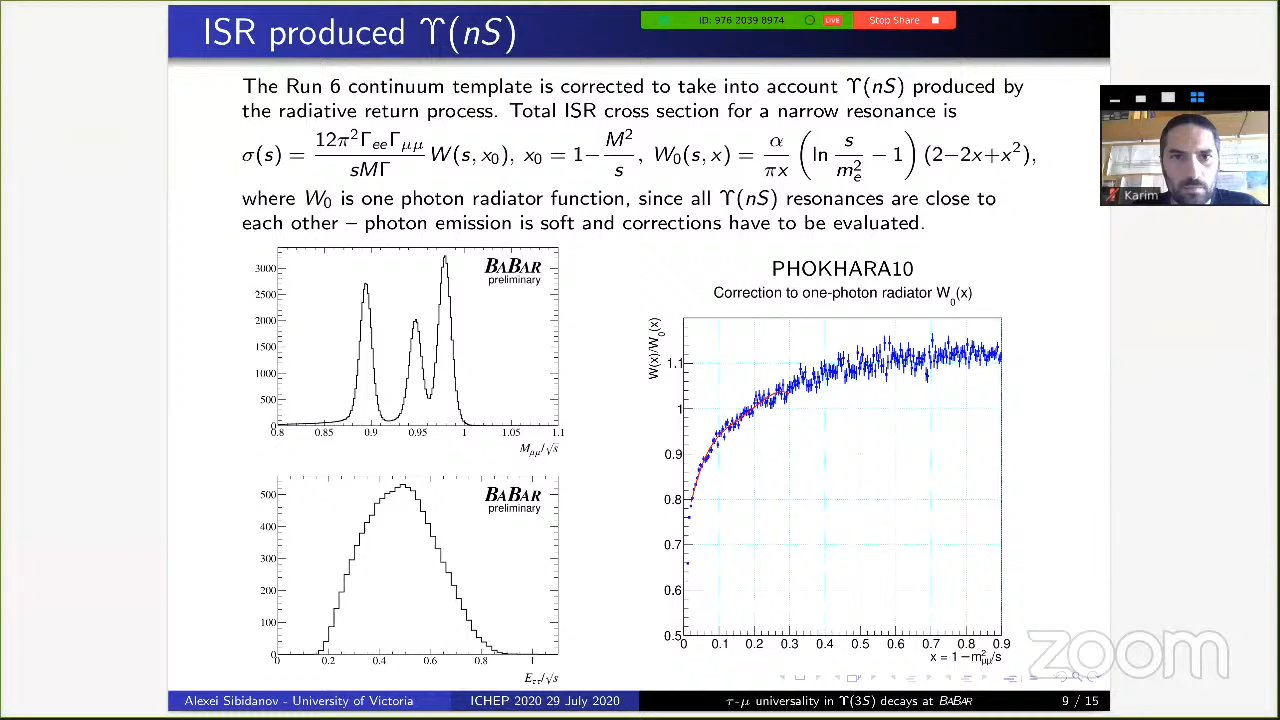 ISR produced ϒ(nS)
ID: 976 2039 8974
LIVE
Stop Share
The Run 6 continuum template is corrected to take into account ϒ(nS) produced by
the radiative return process. Total ISR cross section for a narrow resonance is
σ(s) = 12π²ΓeeΓμμ / sMΓ W(s, x₀), x₀ = 1−M²/s, W₀(s, x) = α/πx (ln s/m²e − 1) (2−2x+x²),
where W₀ is one photon radiator function, since all ϒ(nS) resonances are close to
each other – photon emission is soft and corrections have to be evaluated.
Karim
BABAR
preliminary
3000
2500
2000
1500
1000
500
0
0.8 0.85 0.9 0.95 1 1.05 1.1
Mμμ/√s
BABAR
preliminary
500
400
300
200
100
0
0 0.2 0.4 0.6 0.8 1
Eττ/√s
PHOKHARA10
Correction to one-photon radiator W₀(x)
W(x)/W₀(x)
1.1
1
0.9
0.8
0.7
0.6
0.5
0 0.1 0.2 0.3 0.4 0.5 0.6 0.7 0.8 0.9
x = 1−m²μμ/s
zoom
Alexei Sibidanov - University of Victoria
ICHEP 2020 29 July 2020
τ-μ universality in ϒ(3S) decays at BABAR
9 / 15